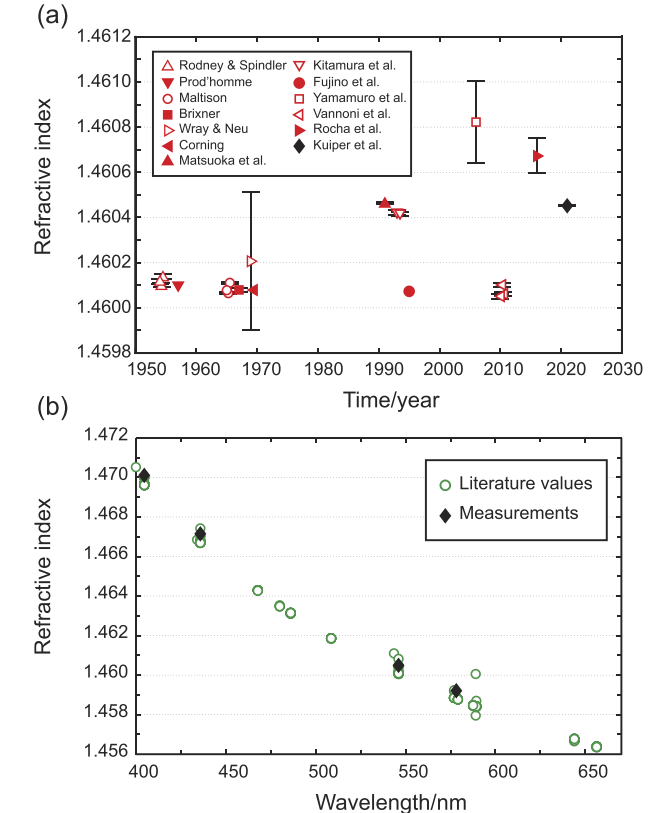 (a)
1.4612
1.4610
1.4608
1.4606
1.4604
1.4602
1.4600
1.4598
Refractive index
Rodney & Spindler
Prod'homme
Maltison
Brixner
Wray & Neu
Corning
Matsuoka et al.
Kitamura et al.
Fujino et al.
Yamamuro et al.
Vannoni et al.
Rocha et al.
Kuiper et al.
1950 1960 1970 1980 1990 2000 2010 2020 2030
Time/year
(b)
1.472
1.470
1.468
1.466
1.464
1.462
1.460
1.458
1.456
Refractive index
Literature values
Measurements
400 450 500 550 600 650
Wavelength/nm